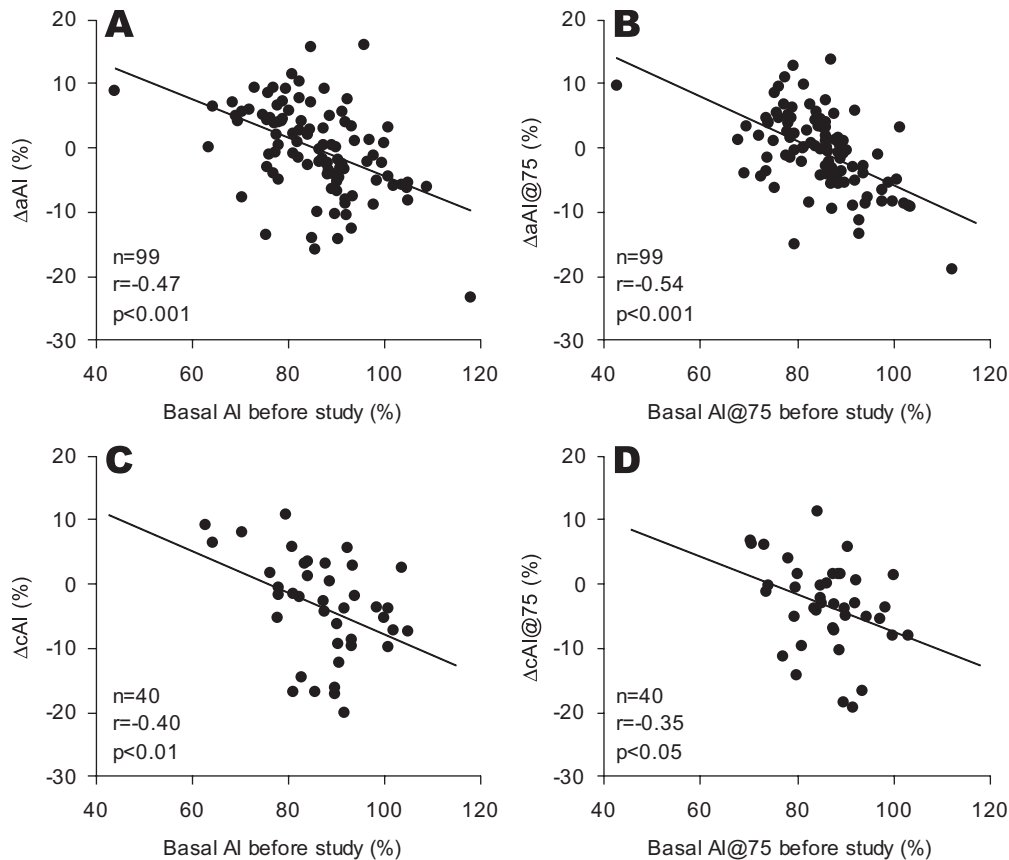 A
20
10
0
-10
-20
-30
ΔaAI (%)
n=99
r=-0.47
p<0.001
40 60 80 100 120
Basal AI before study (%)
B
20
10
0
-10
-20
-30
ΔaAI@75 (%)
n=99
r=-0.54
p<0.001
40 60 80 100 120
Basal AI@75 before study (%)
C
20
10
0
-10
-20
-30
ΔcAI (%)
n=40
r=-0.40
p<0.01
40 60 80 100 120
Basal AI before study (%)
D
20
10
0
-10
-20
-30
ΔcAI@75 (%)
n=40
r=-0.35
p<0.05
40 60 80 100 120
Basal AI@75 before study (%)